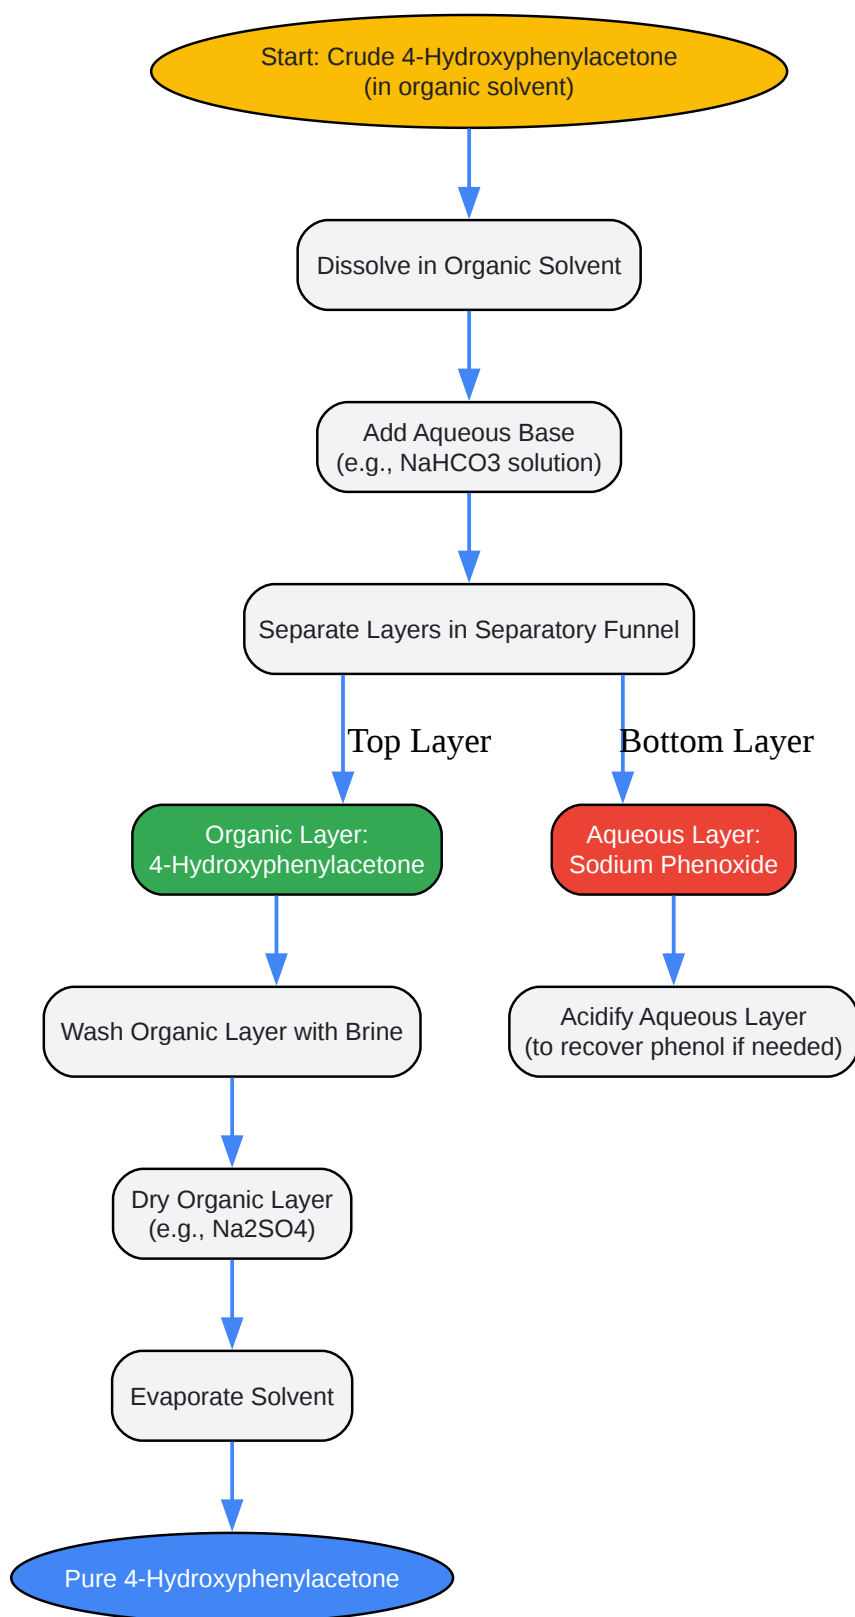 Start: Crude 4-Hydroxyphenylacetone
(in organic solvent)
Dissolve in Organic Solvent
Add Aqueous Base
(e.g., NaHCO3 solution)
Separate Layers in Separatory Funnel
Top Layer
Bottom Layer
Organic Layer:
4-Hydroxyphenylacetone
Aqueous Layer:
Sodium Phenoxide
Wash Organic Layer with Brine
Acidify Aqueous Layer
(to recover phenol if needed)
Dry Organic Layer
(e.g., Na2SO4)
Evaporate Solvent
Pure 4-Hydroxyphenylacetone